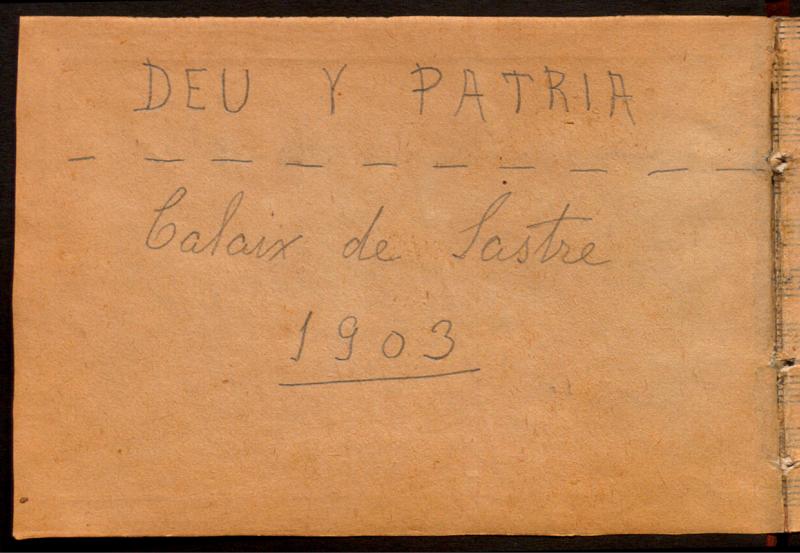 DEU Y PATRIA
Calaix de Sastre
1903